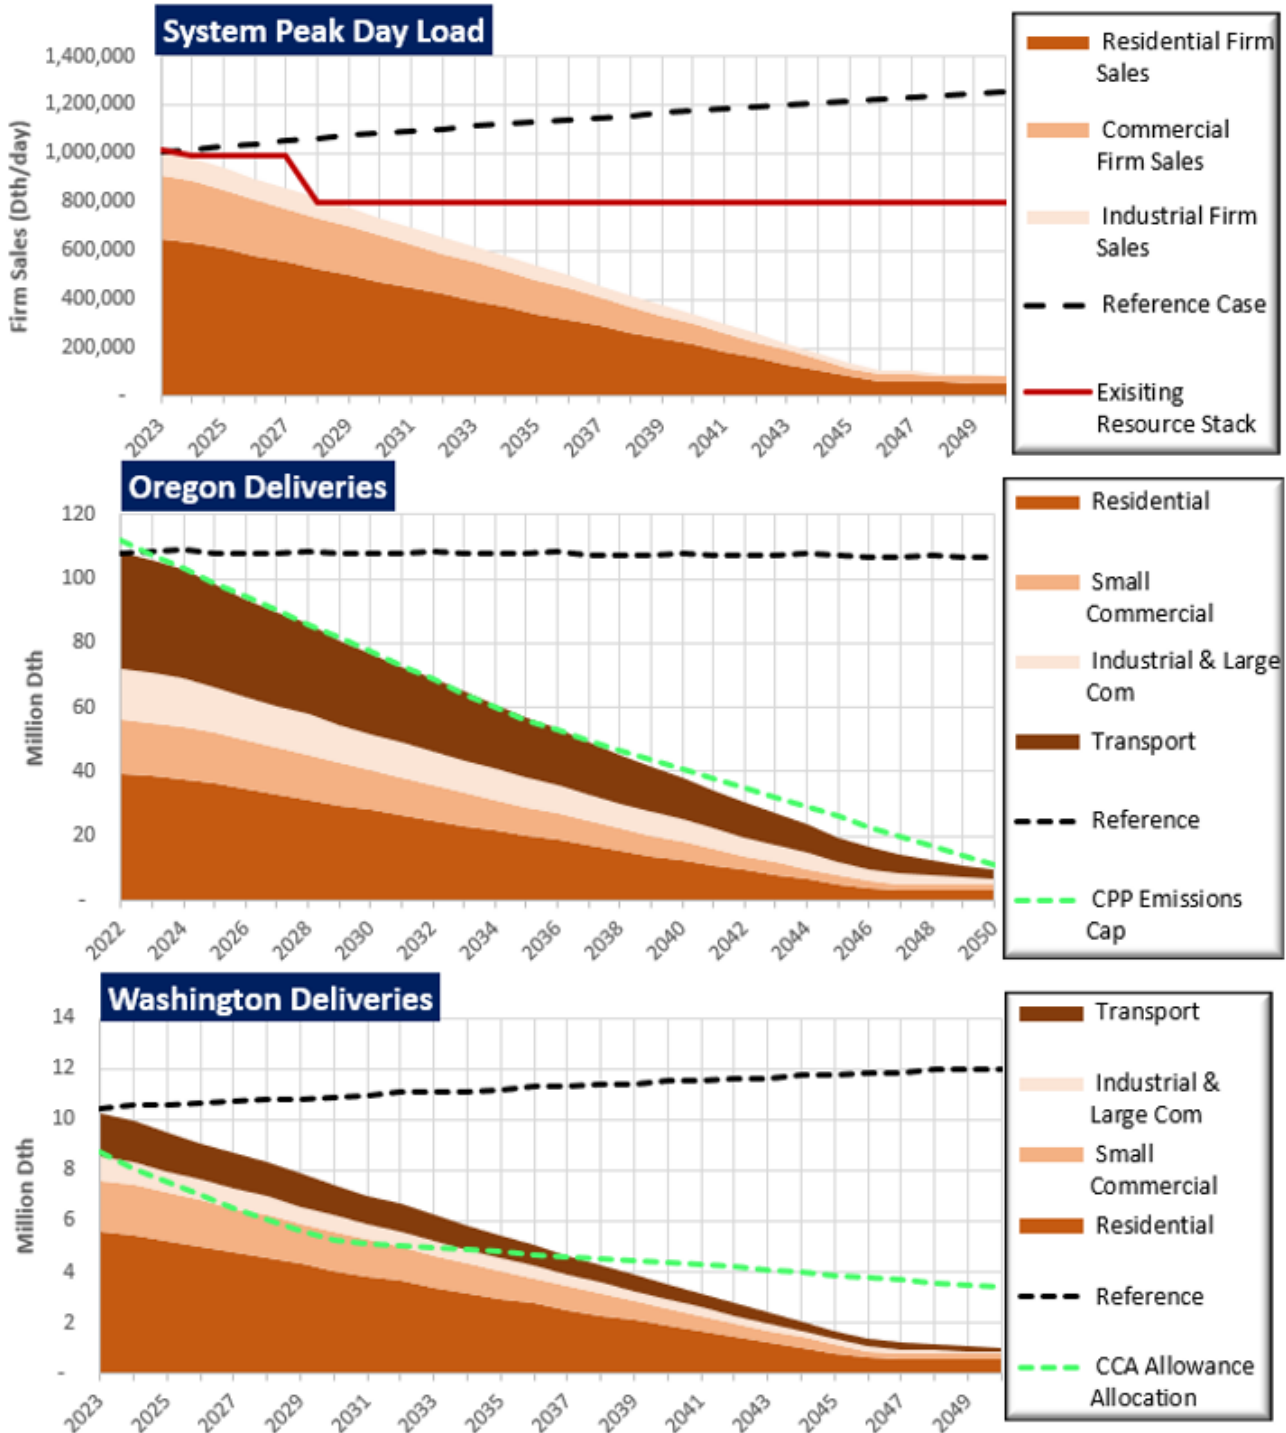 System Peak Day Load
Firm Sales (Dth/day)
1,400,000
1,200,000
1,000,000
800,000
600,000
400,000
200,000
-
2023
2025
2027
2029
2031
2033
2035
2037
2039
2041
2043
2045
2047
2049
Residential Firm
Sales
Commercial
Firm Sales
Industrial Firm
Sales
Reference Case
Exisiting
Resource Stack
Oregon Deliveries
Million Dth
120
100
80
60
40
20
-
2022
2024
2026
2028
2030
2032
2034
2036
2038
2040
2042
2044
2046
2048
2050
Residential
Small
Commercial
Industrial & Large
Com
Transport
Reference
CPP Emissions
Cap
Washington Deliveries
Million Dth
14
12
10
8
6
4
2
-
2023
2025
2027
2029
2031
2033
2035
2037
2039
2041
2043
2045
2047
2049
Transport
Industrial &
Large Com
Small
Commercial
Residential
Reference
CCA Allowance
Allocation